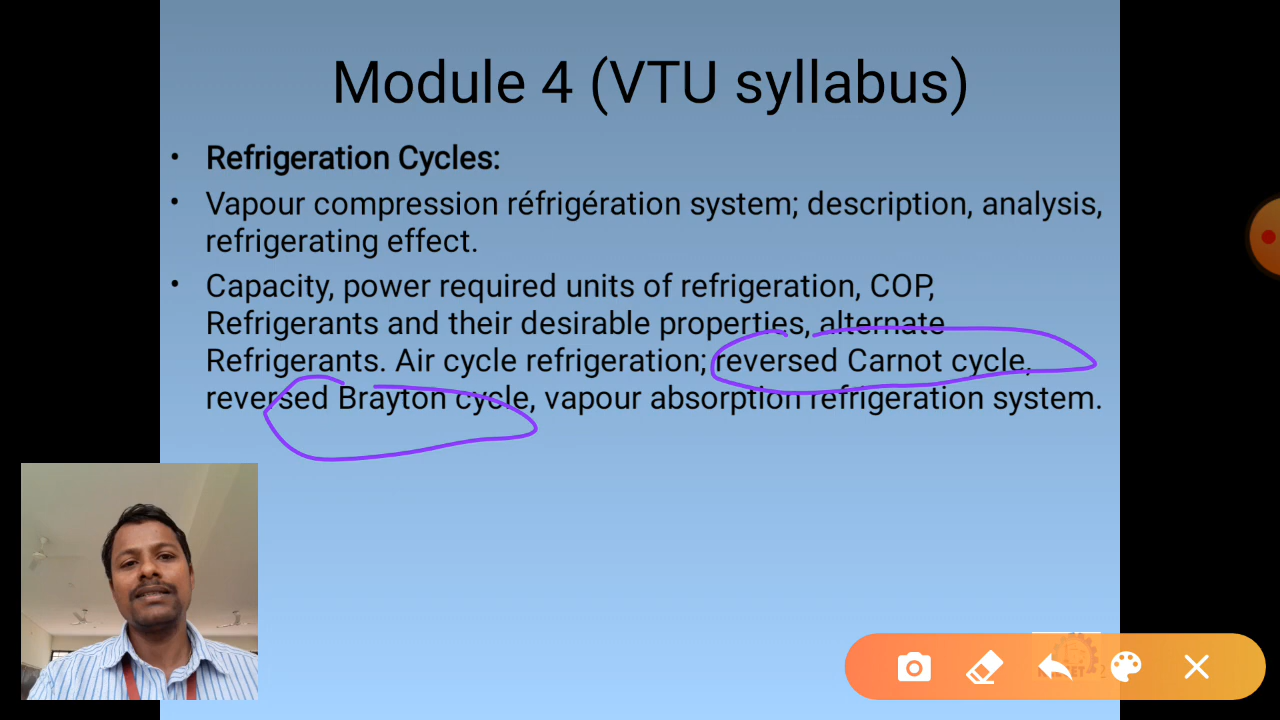 Module 4 (VTU syllabus)
• Refrigeration Cycles:
• Vapour compression réfrigération system; description, analysis,
refrigerating effect.
• Capacity, power required units of refrigeration, COP,
Refrigerants and their desirable properties, alternate
Refrigerants. Air cycle refrigeration; reversed Carnot cycle,
reversed Brayton cycle, vapour absorption refrigeration system.